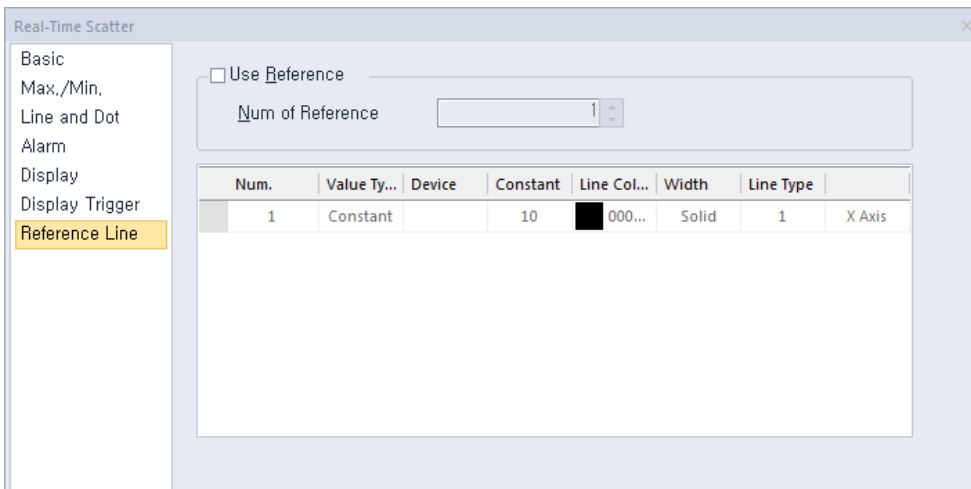 Real-Time Scatter
Basic
Max./Min.
Line and Dot
Alarm
Display
Display Trigger
Reference Line
Use Reference
Num of Reference 1
Num. Value Ty... Device Constant Line Col... Width Line Type
1 Constant 10 000... Solid 1 X Axis